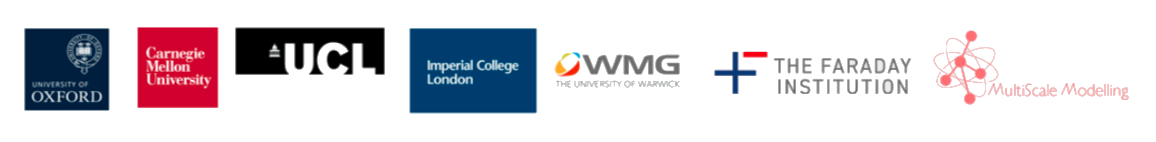 UNIVERSITY OF
OXFORD
Carnegie
Mellon
University
UCL
Imperial College
London
WMG
THE UNIVERSITY OF WARWICK
THE FARADAY
INSTITUTION
MultiScale Modelling